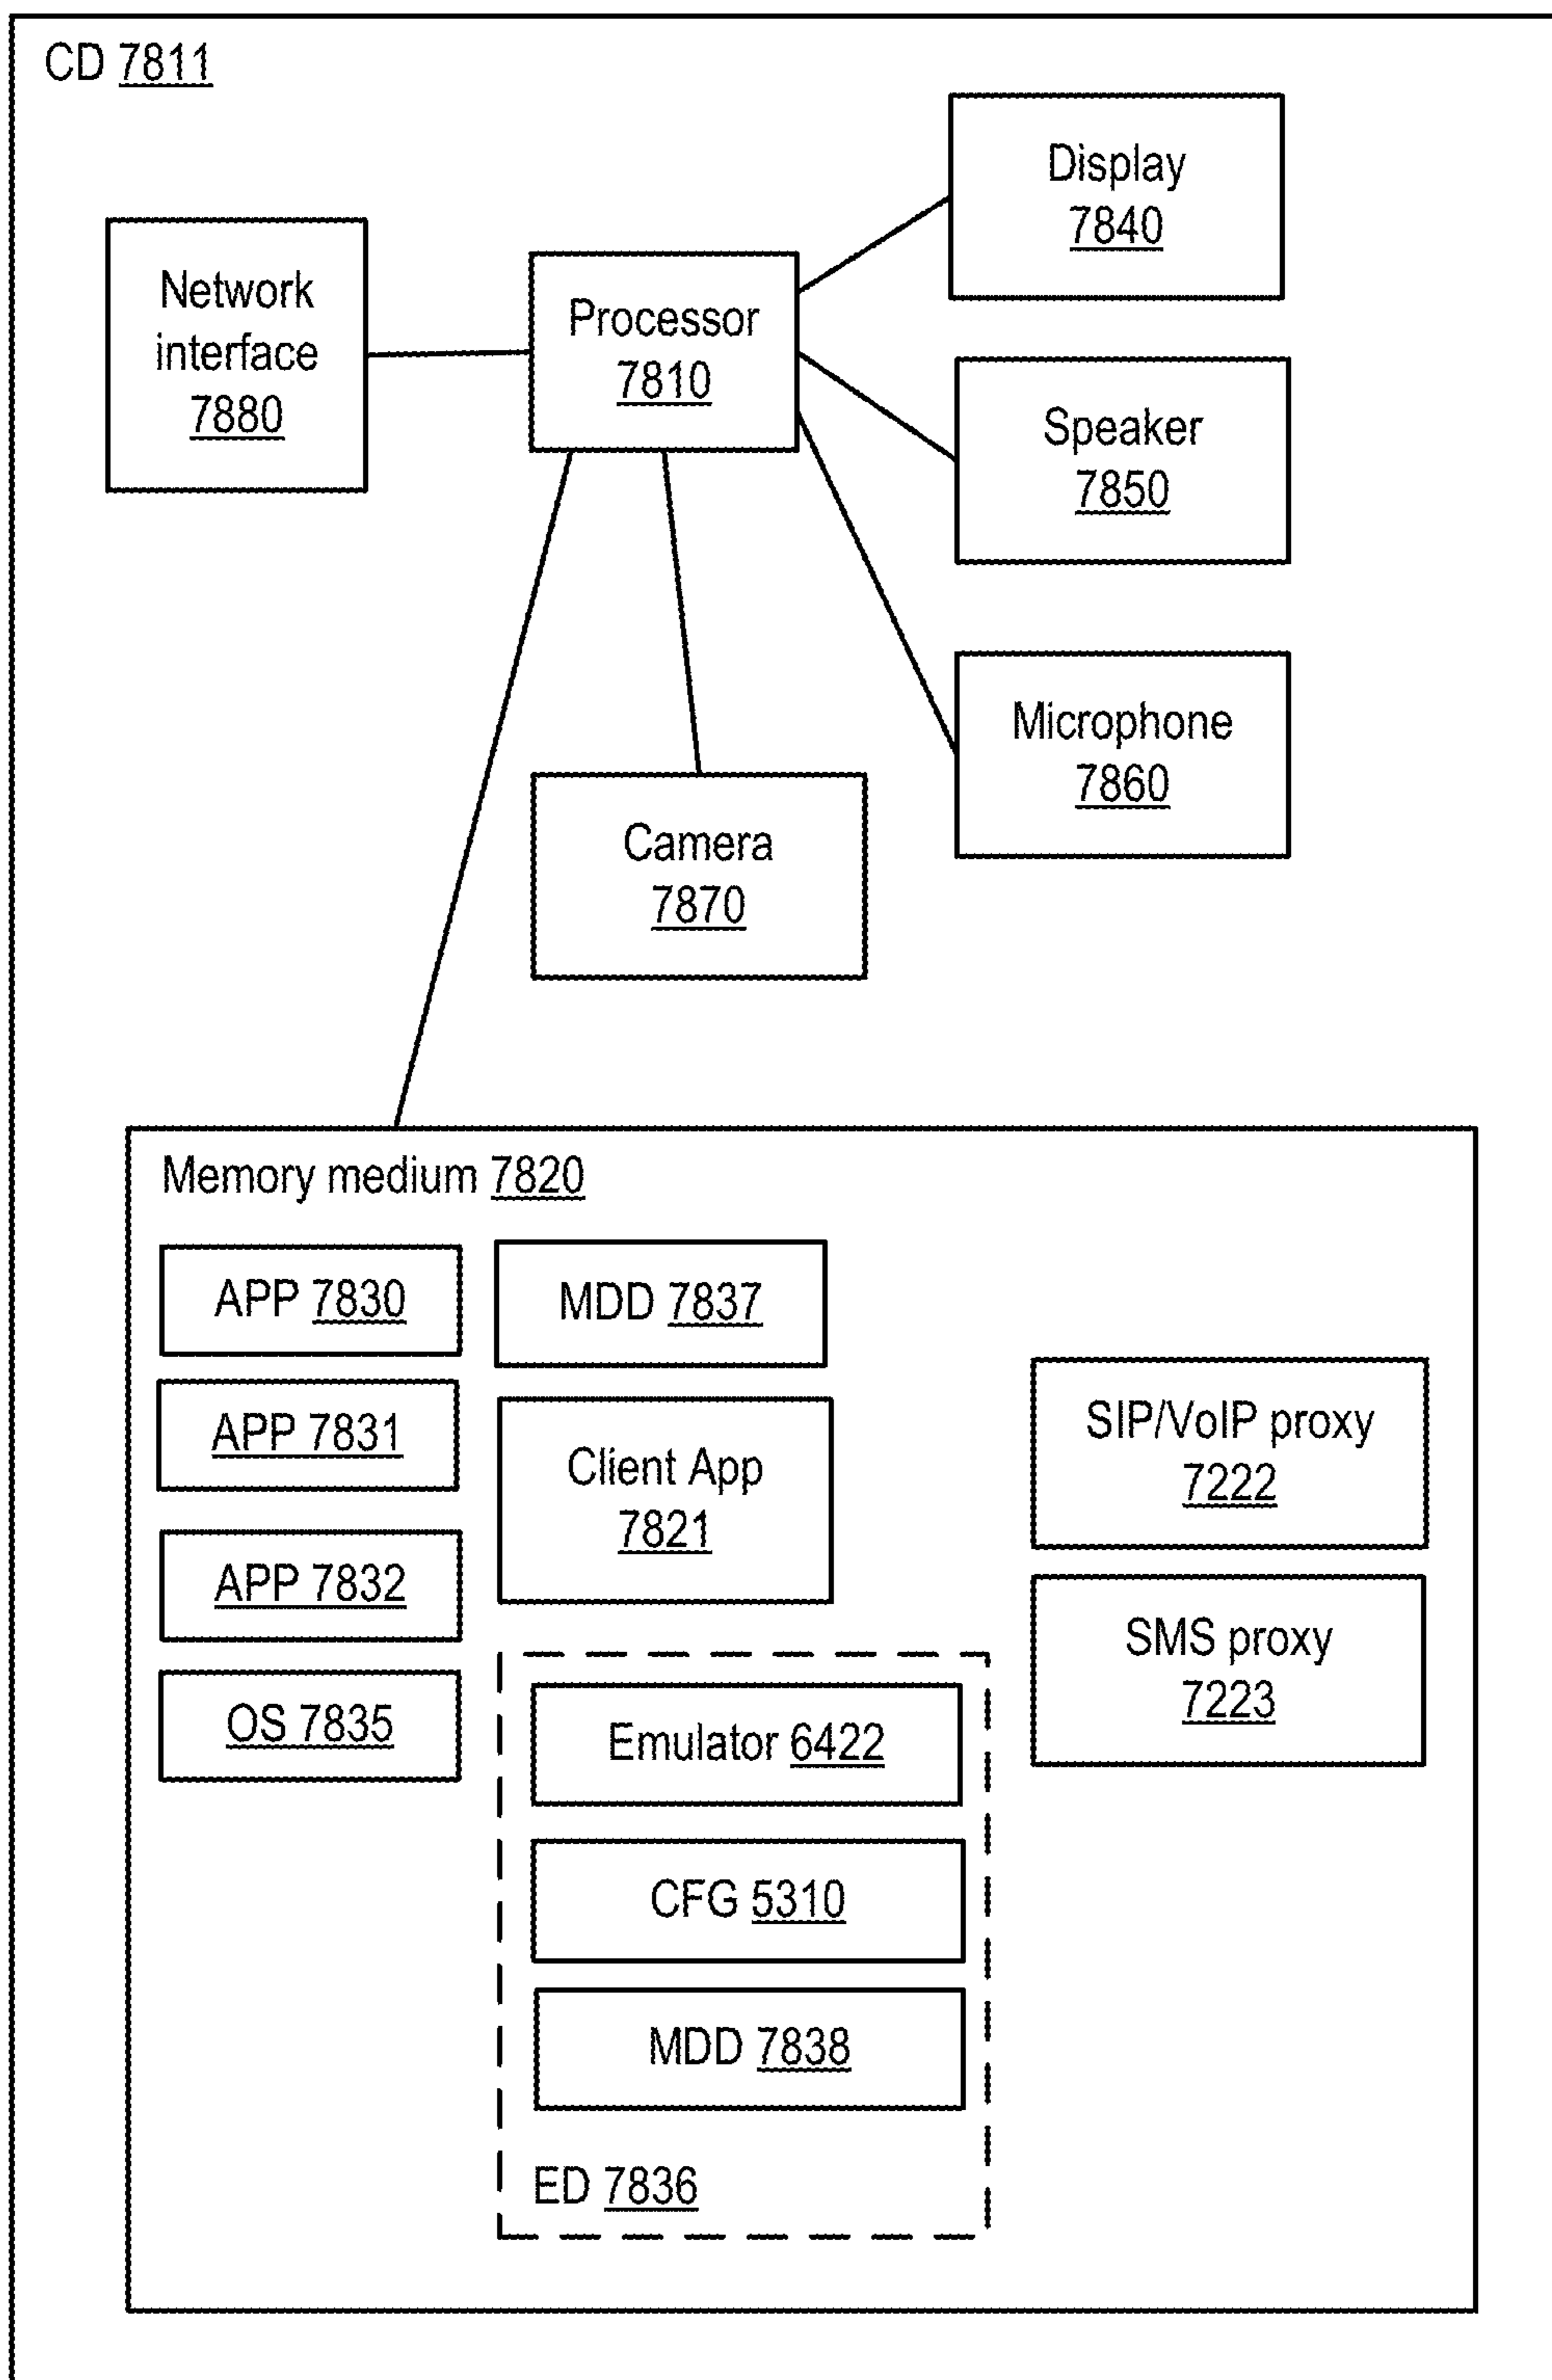 CD 7811
Display
7840
Network
interface
7880
Processor
7810
Speaker
7850
Microphone
7860
Camera
7870
Memory medium 7820
APP 7830
MDD 7837
APP 7831
Client App
7821
SIP/VoIP proxy
7222
APP 7832
SMS proxy
7223
OS 7835
Emulator 6422
CFG 5310
MDD 7838
ED 7836